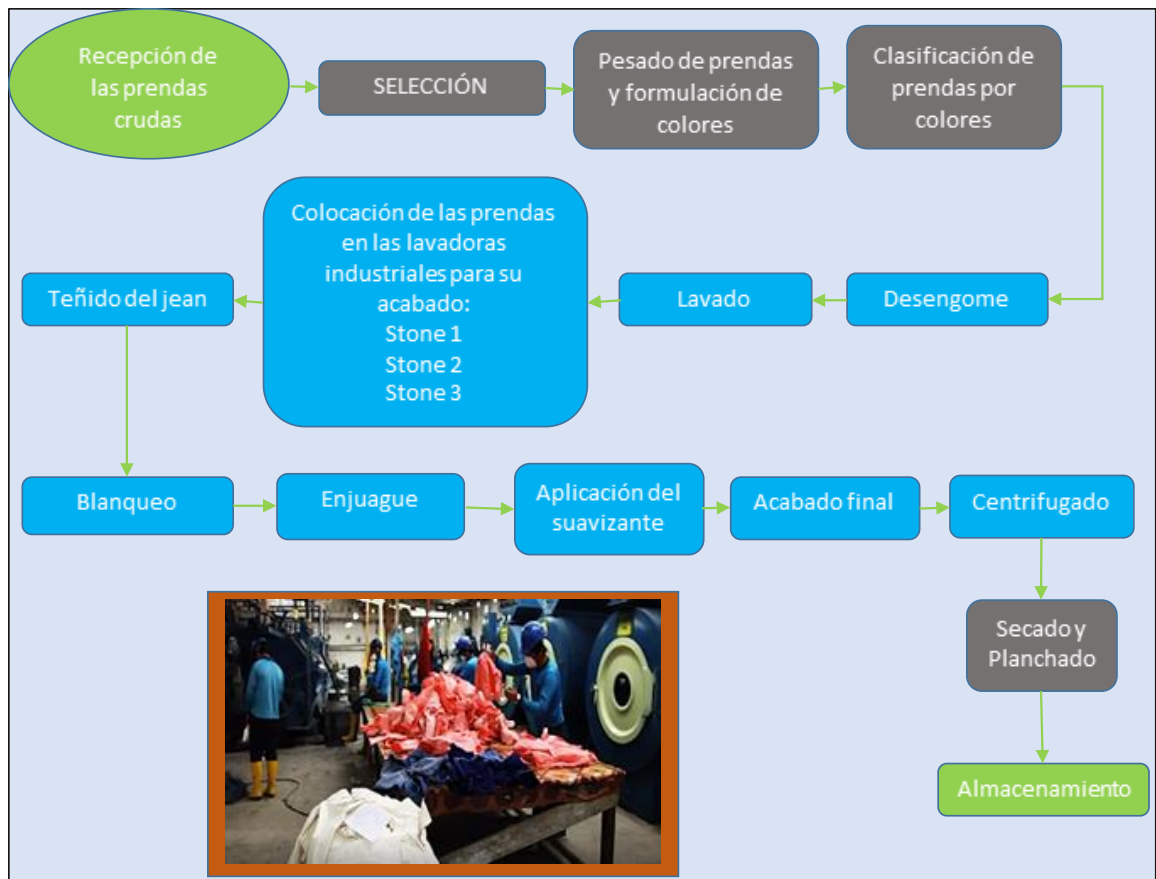 Recepción de
las prendas
crudas
SELECCIÓN
Pesado de prendas
y formulación de
colores
Clasificación de
prendas por
colores
Desengome
Lavado
Colocación de las prendas
en las lavadoras
industriales para su
acabado:
Stone 1
Stone 2
Stone 3
Teñido del jean
Blanqueo
Enjuague
Aplicación del
suavizante
Acabado final
Centrifugado
Secado y
Planchado
Almacenamiento